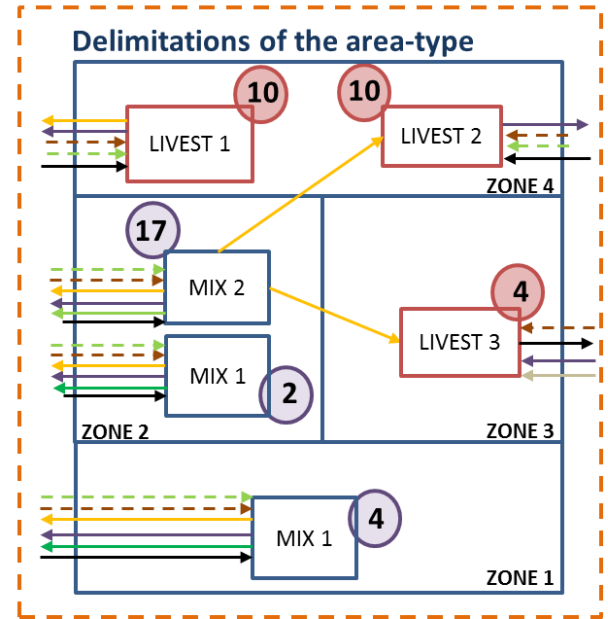 Delimitations of the area-type
10
LIVEST 1
10
LIVEST 2
ZONE 4
17
MIX 2
4
LIVEST 3
MIX 1
2
ZONE 2
ZONE 3
4
MIX 1
ZONE 1